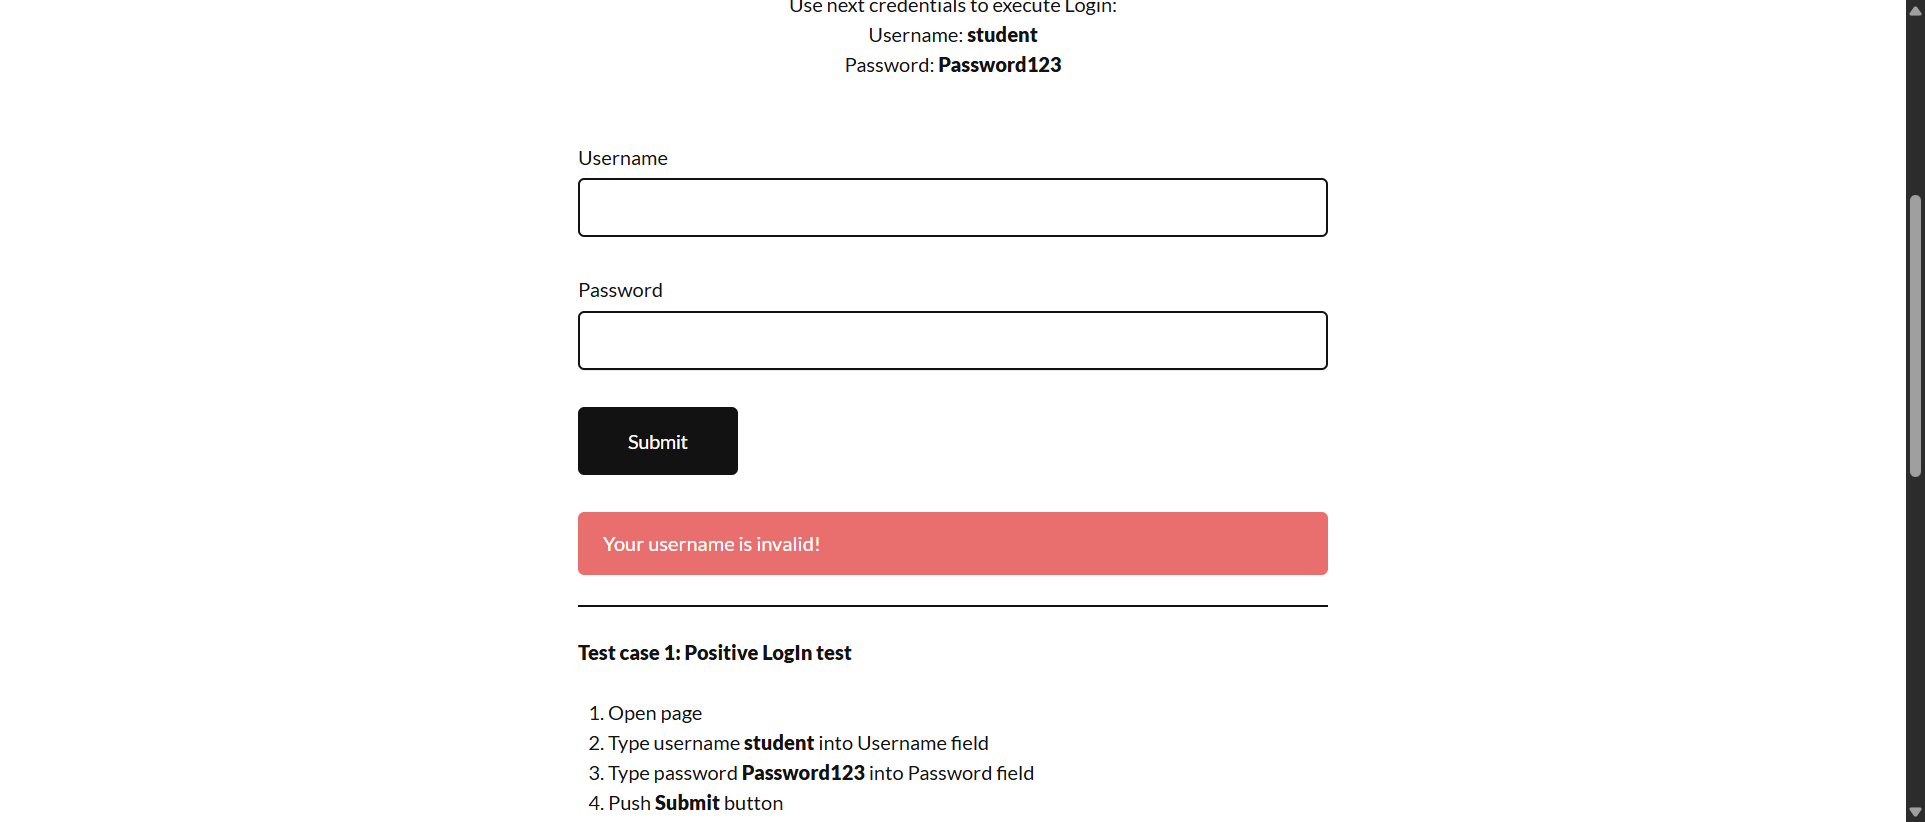 Use next credentials to execute Login:
Username: student
Password: Password123
Username
Password
Submit
Your username is invalid!
Test case 1: Positive LogIn test
1. Open page
2. Type username student into Username field
3. Type password Password123 into Password field
4. Push Submit button